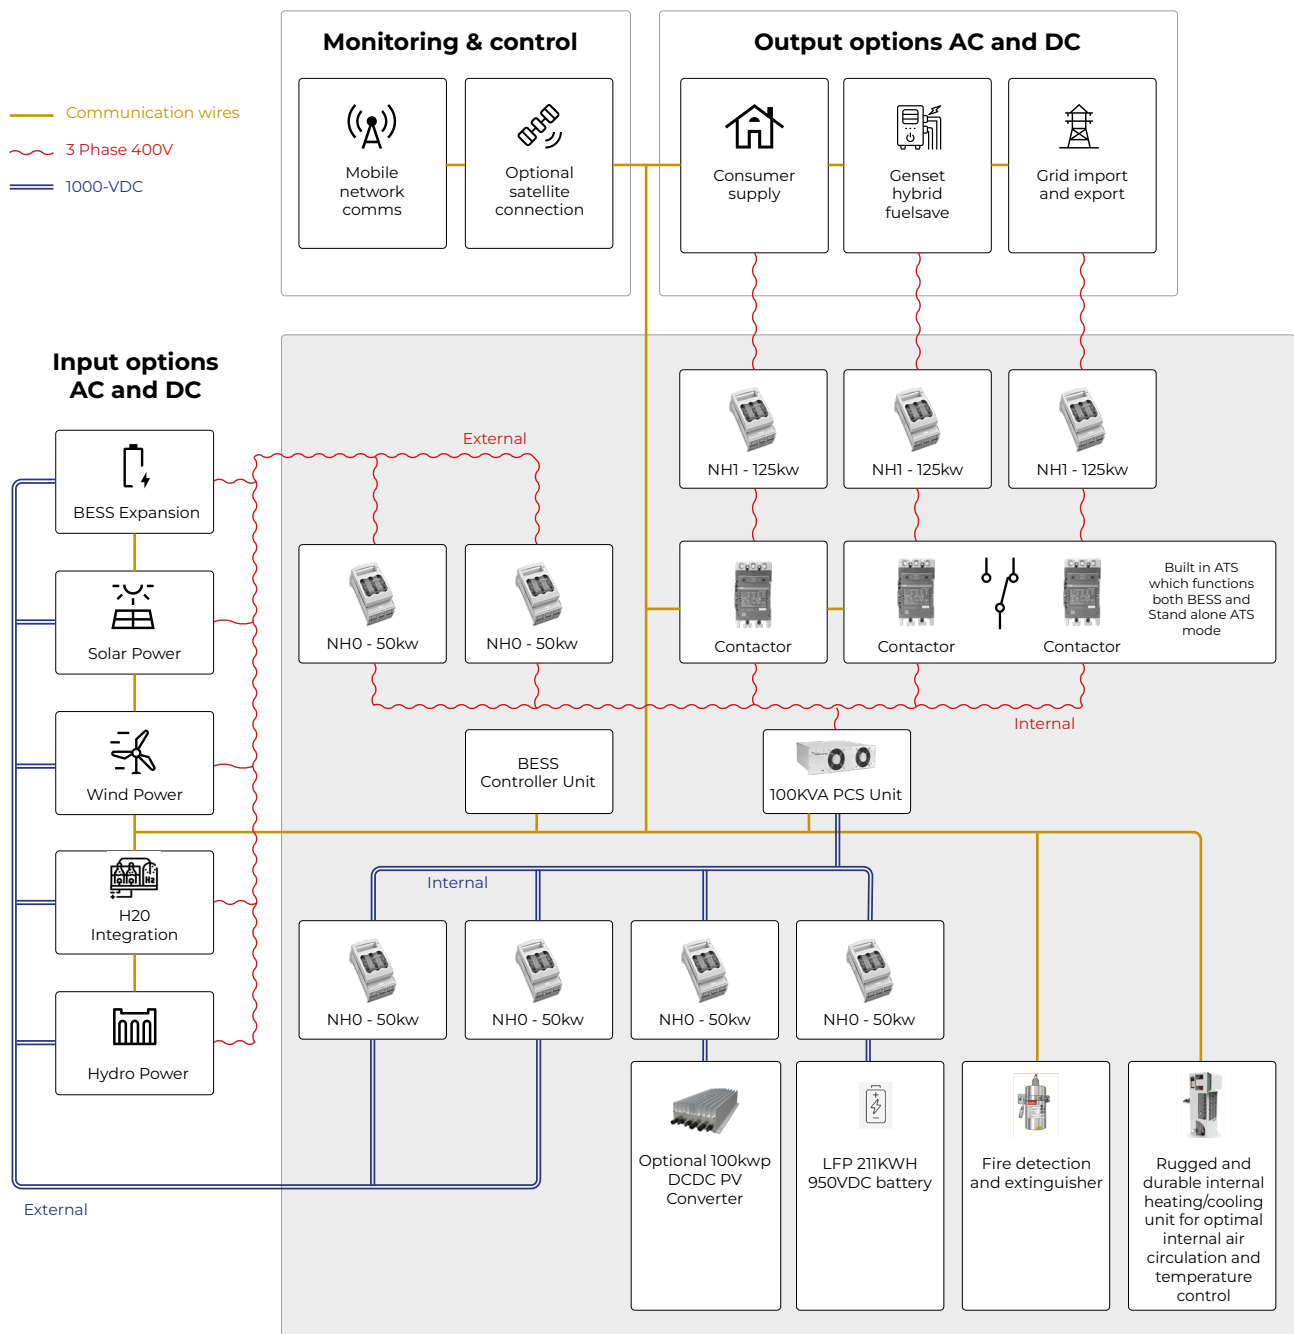 Monitoring & control
Output options AC and DC
Communication wires
3 Phase 400V
1000-VDC
Mobile
network
comms
Optional
satellite
connection
Consumer
supply
Genset
hybrid
fuelsave
Grid import
and export
Input options
AC and DC
External
NH1 - 125kw
NH1 - 125kw
NH1 - 125kw
BESS Expansion
Solar Power
Wind Power
H2
H20
Integration
Hydro Power
NH0 - 50kw
NH0 - 50kw
Contactor
Contactor
Contactor
Built in ATS
which functions
both BESS and
Stand alone ATS
mode
Internal
BESS
Controller Unit
100KVA PCS Unit
Internal
NH0 - 50kw
NH0 - 50kw
NH0 - 50kw
NH0 - 50kw
Optional 100kwp
DCDC PV
Converter
LFP 211KWH
950VDC battery
Fire detection
and extinguisher
Rugged and
durable internal
heating/cooling
unit for optimal
internal air
circulation and
temperature
control
External